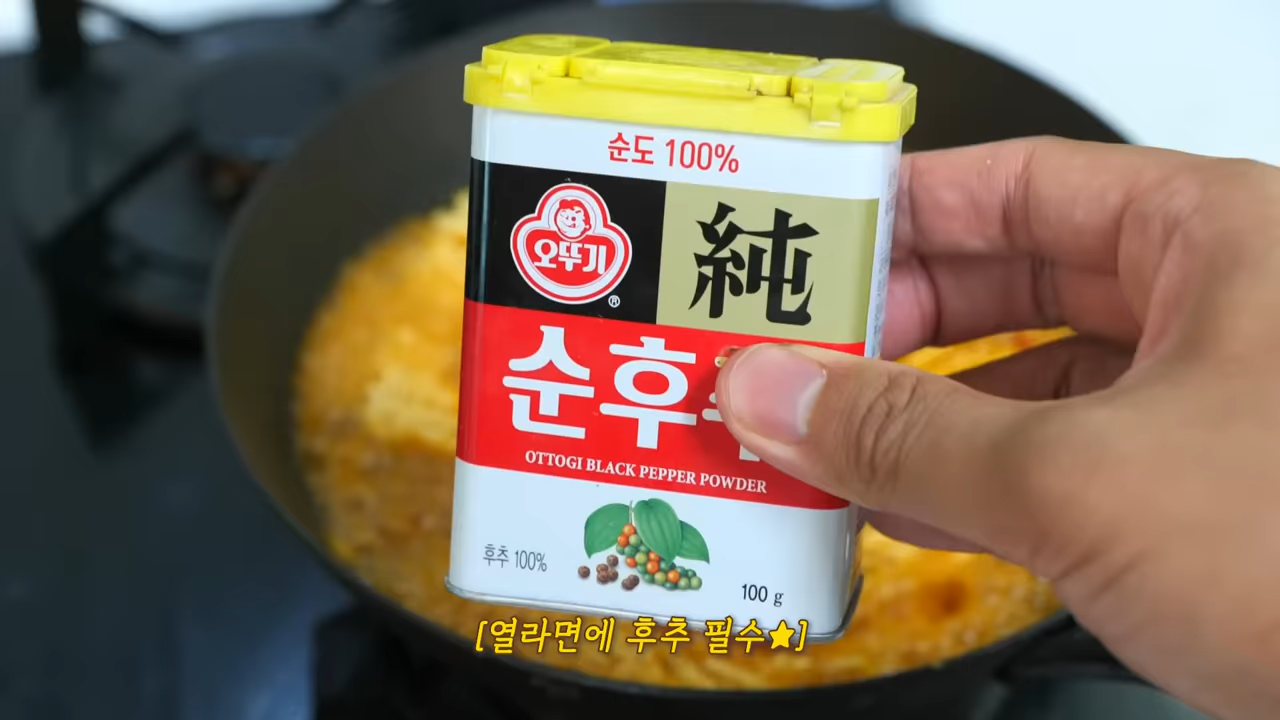 순도 100%
오뚜기
®
純
순후
OTTOGI BLACK PEPPER POWDER
후추 100%
100 g
[열라면에 후추 필수★]